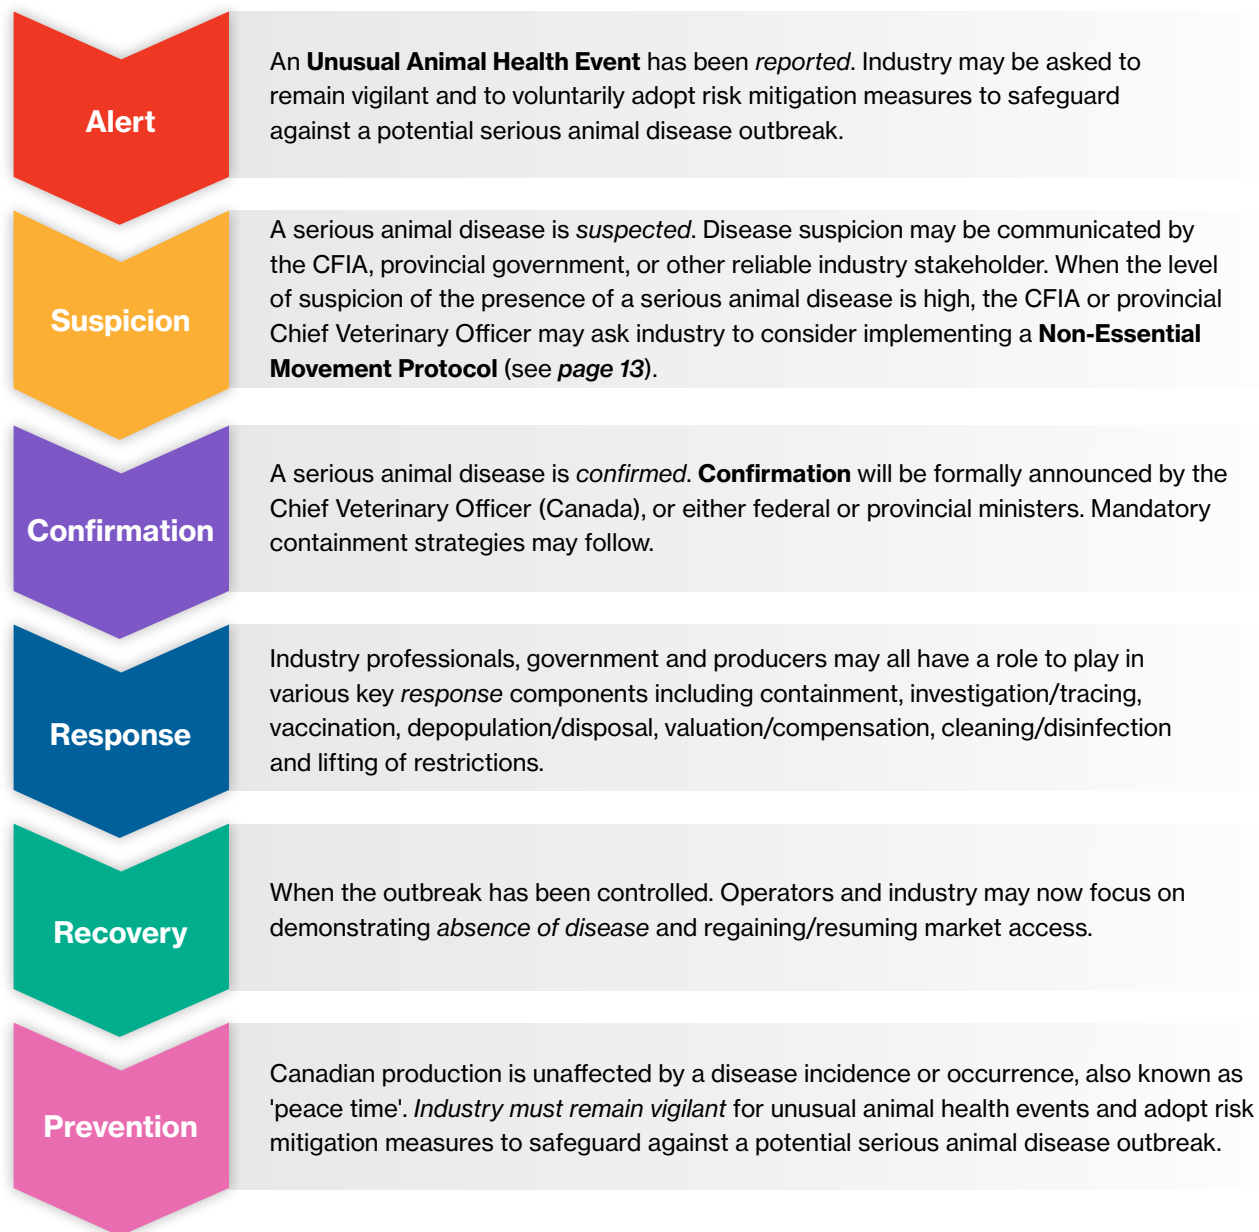 Alert
An Unusual Animal Health Event has been reported. Industry may be asked to
remain vigilant and to voluntarily adopt risk mitigation measures to safeguard
against a potential serious animal disease outbreak.
Suspicion
A serious animal disease is suspected. Disease suspicion may be communicated by
the CFIA, provincial government, or other reliable industry stakeholder. When the level
of suspicion of the presence of a serious animal disease is high, the CFIA or provincial
Chief Veterinary Officer may ask industry to consider implementing a Non-Essential
Movement Protocol (see page 13).
Confirmation
A serious animal disease is confirmed. Confirmation will be formally announced by the
Chief Veterinary Officer (Canada), or either federal or provincial ministers. Mandatory
containment strategies may follow.
Response
Industry professionals, government and producers may all have a role to play in
various key response components including containment, investigation/tracing,
vaccination, depopulation/disposal, valuation/compensation, cleaning/disinfection
and lifting of restrictions.
Recovery
When the outbreak has been controlled. Operators and industry may now focus on
demonstrating absence of disease and regaining/resuming market access.
Prevention
Canadian production is unaffected by a disease incidence or occurrence, also known as
'peace time'. Industry must remain vigilant for unusual animal health events and adopt risk
mitigation measures to safeguard against a potential serious animal disease outbreak.